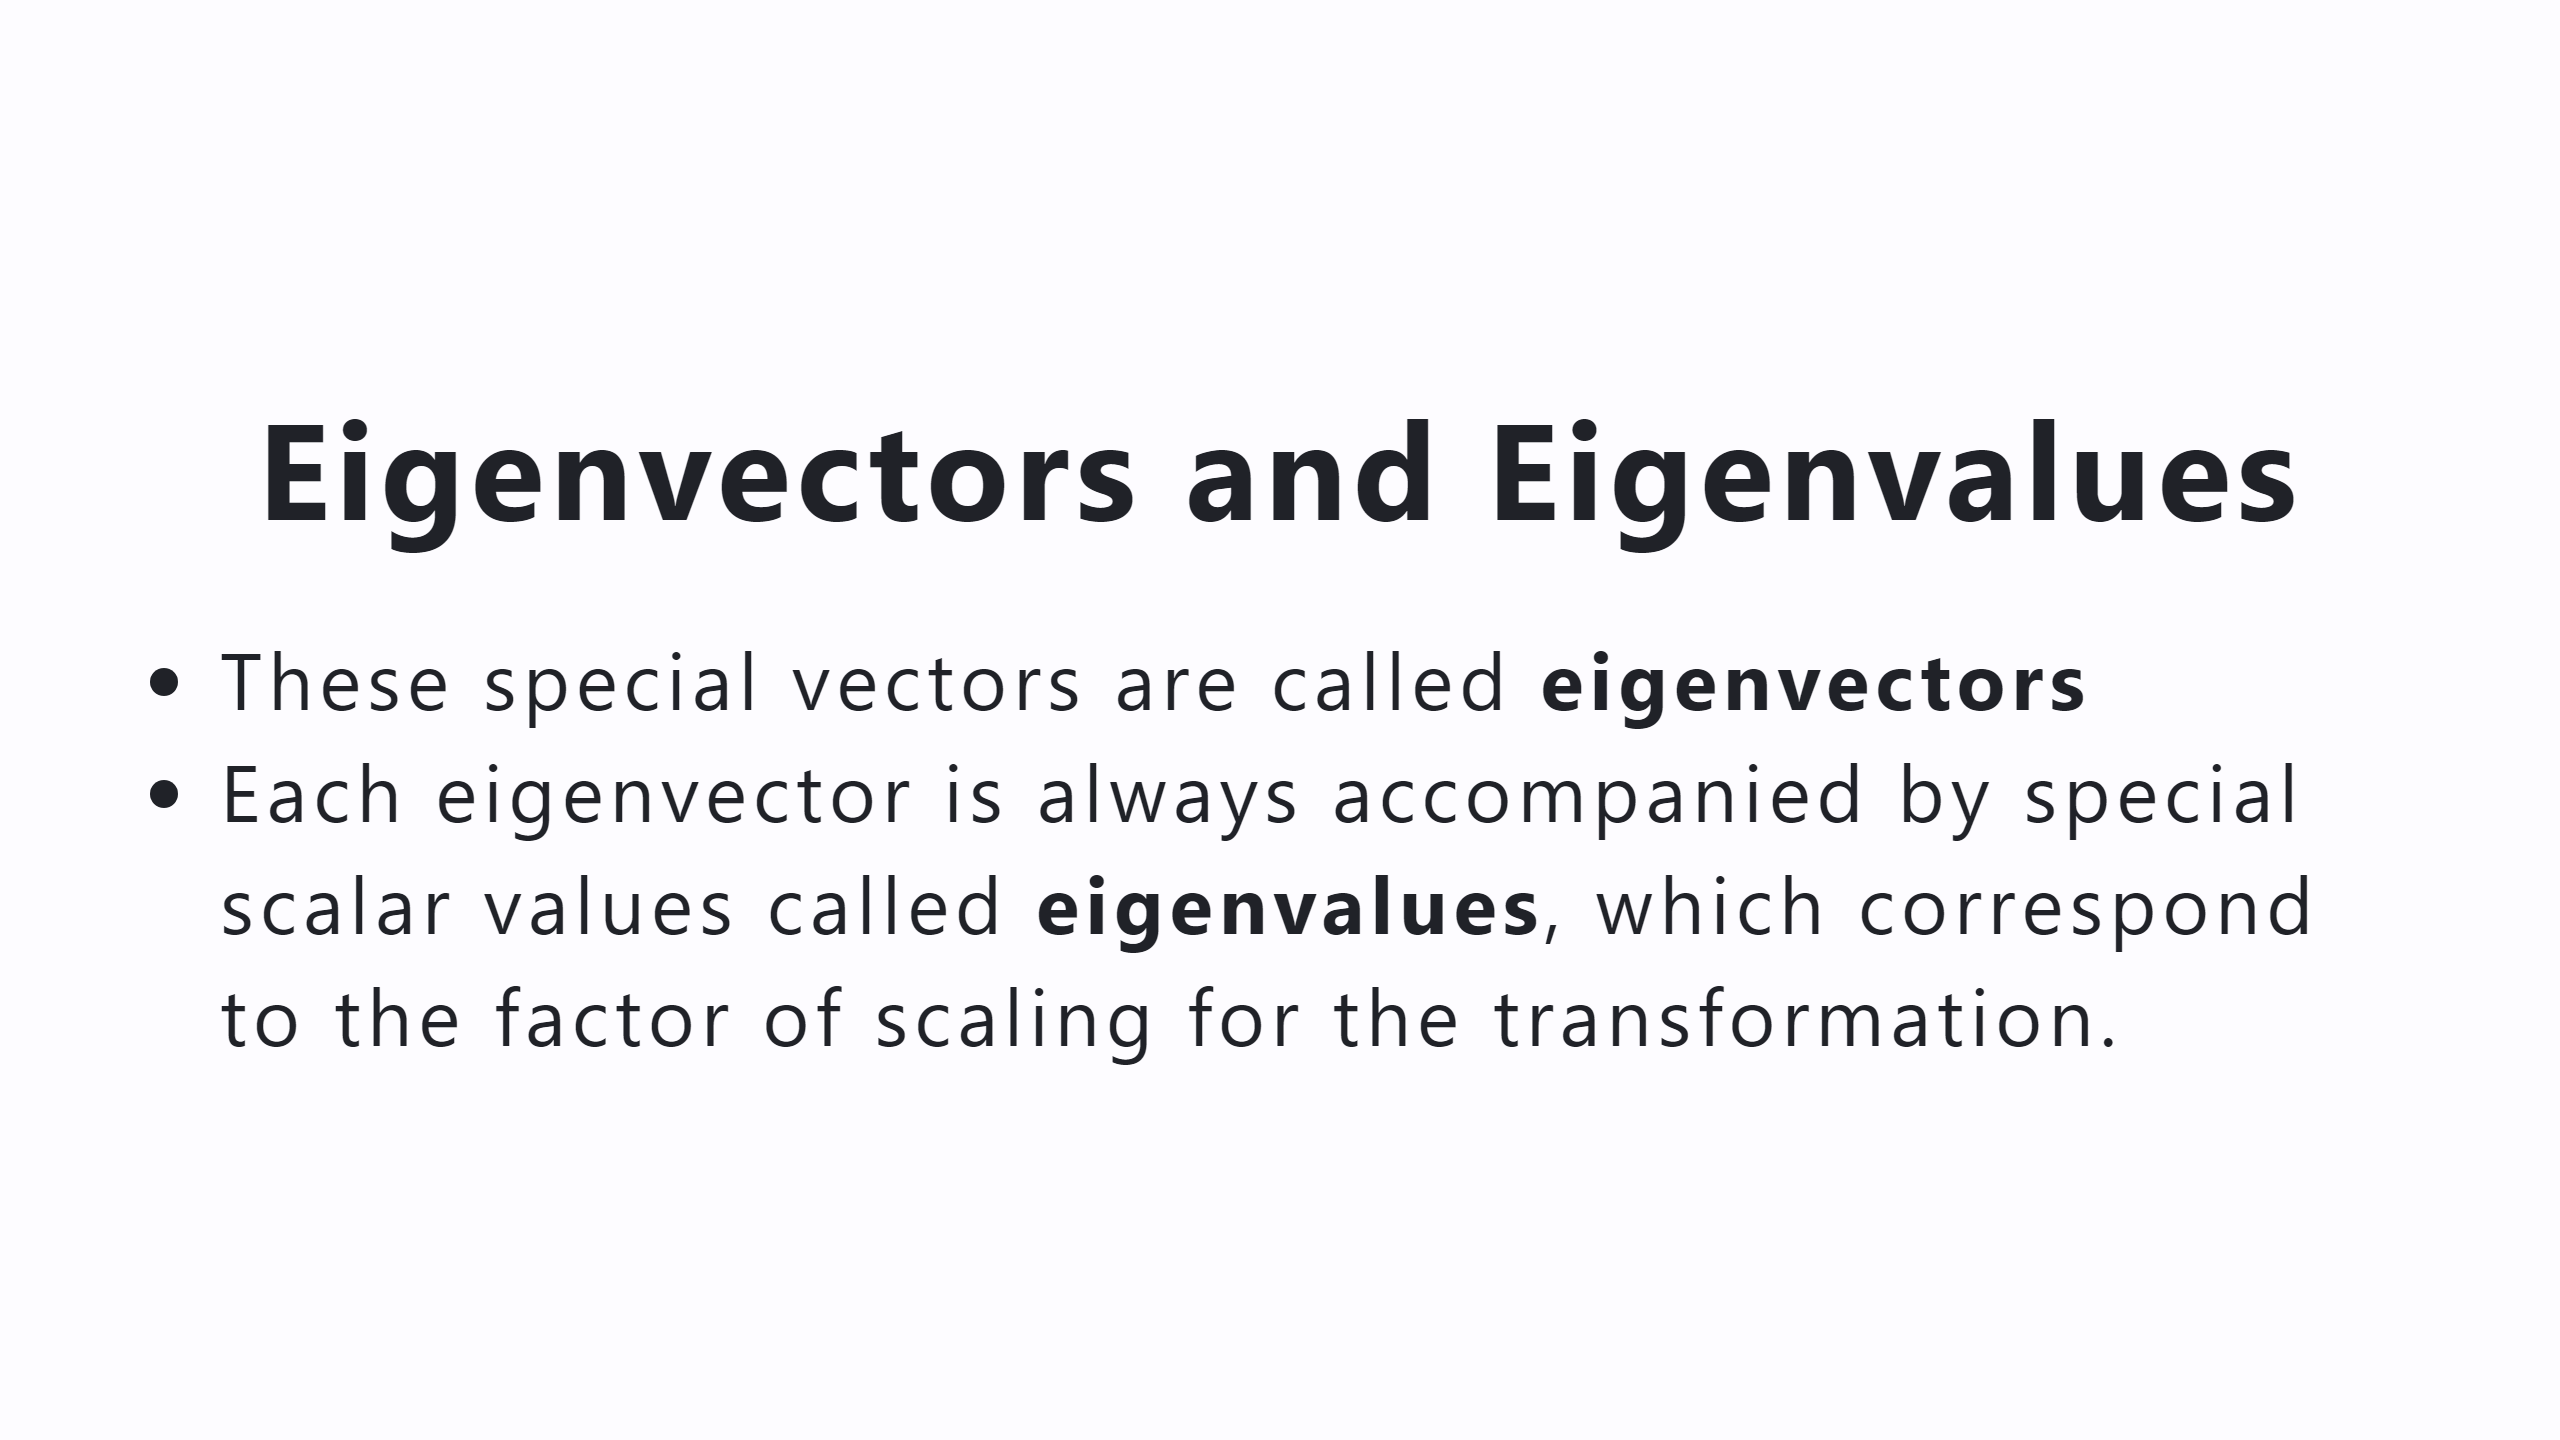 Eigenvectors and Eigenvalues
• These special vectors are called eigenvectors
• Each eigenvector is always accompanied by special
scalar values called eigenvalues, which correspond
to the factor of scaling for the transformation.